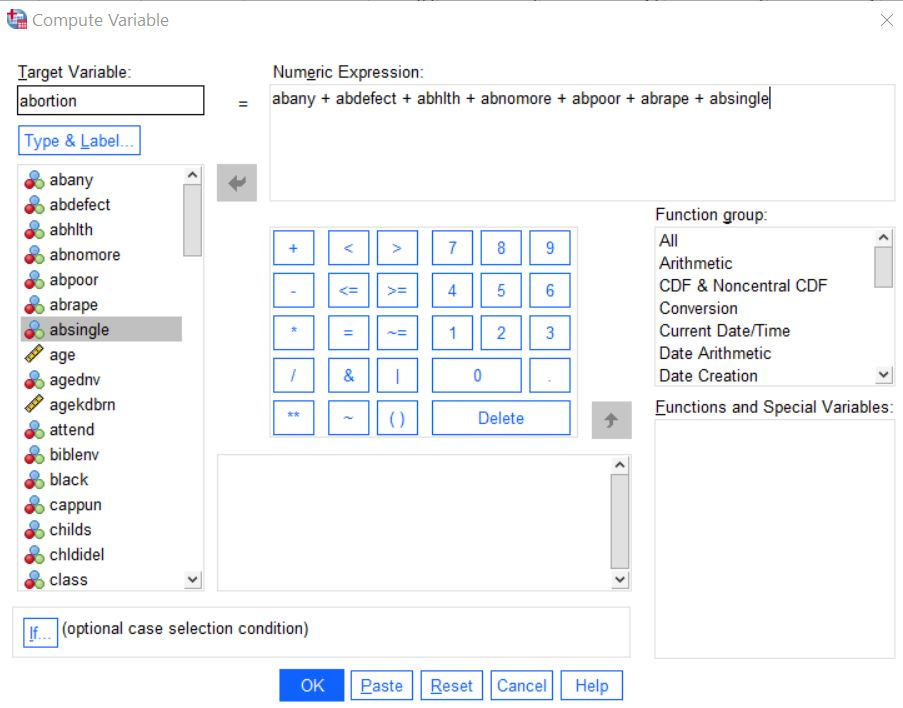 Compute Variable
Target Variable:
abortion
=
Numeric Expression:
abany + abdefect + abhlth + abnomore + abpoor + abrape + absingle
Type & Label...
abany
abdefect
abhlth
abnomore
abpoor
abrape
absingle
age
agednv
agekdbrn
attend
biblenv
black
cappun
childs
chldidel
class
+ < > 7 8 9
- <= >= 4 5 6
* = ~= 1 2 3
/ & | 0 .
** ~ ( ) Delete
Function group:
All
Arithmetic
CDF & Noncentral CDF
Conversion
Current Date/Time
Date Arithmetic
Date Creation
Functions and Special Variables:
If... (optional case selection condition)
OK Paste Reset Cancel Help